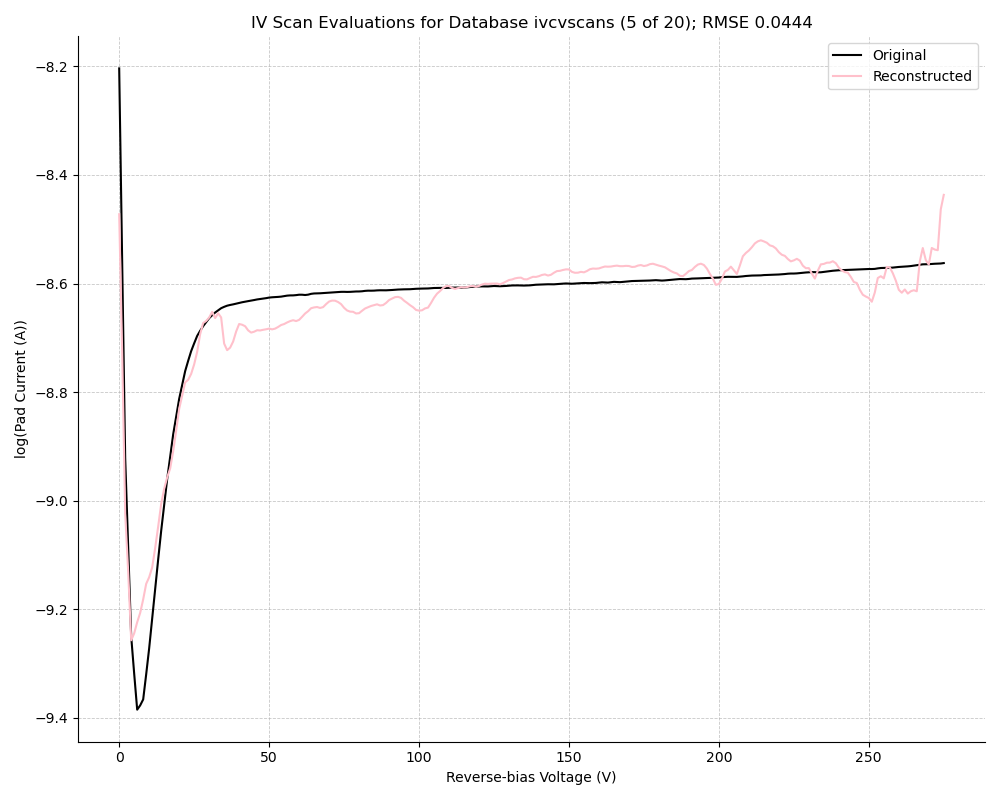 IV Scan Evaluations for Database ivcvscans (5 of 20); RMSE 0.0444
Original
Reconstructed
log(Pad Current (A))
−8.2
−8.4
−8.6
−8.8
−9.0
−9.2
−9.4
0
50
100
150
200
250
Reverse-bias Voltage (V)